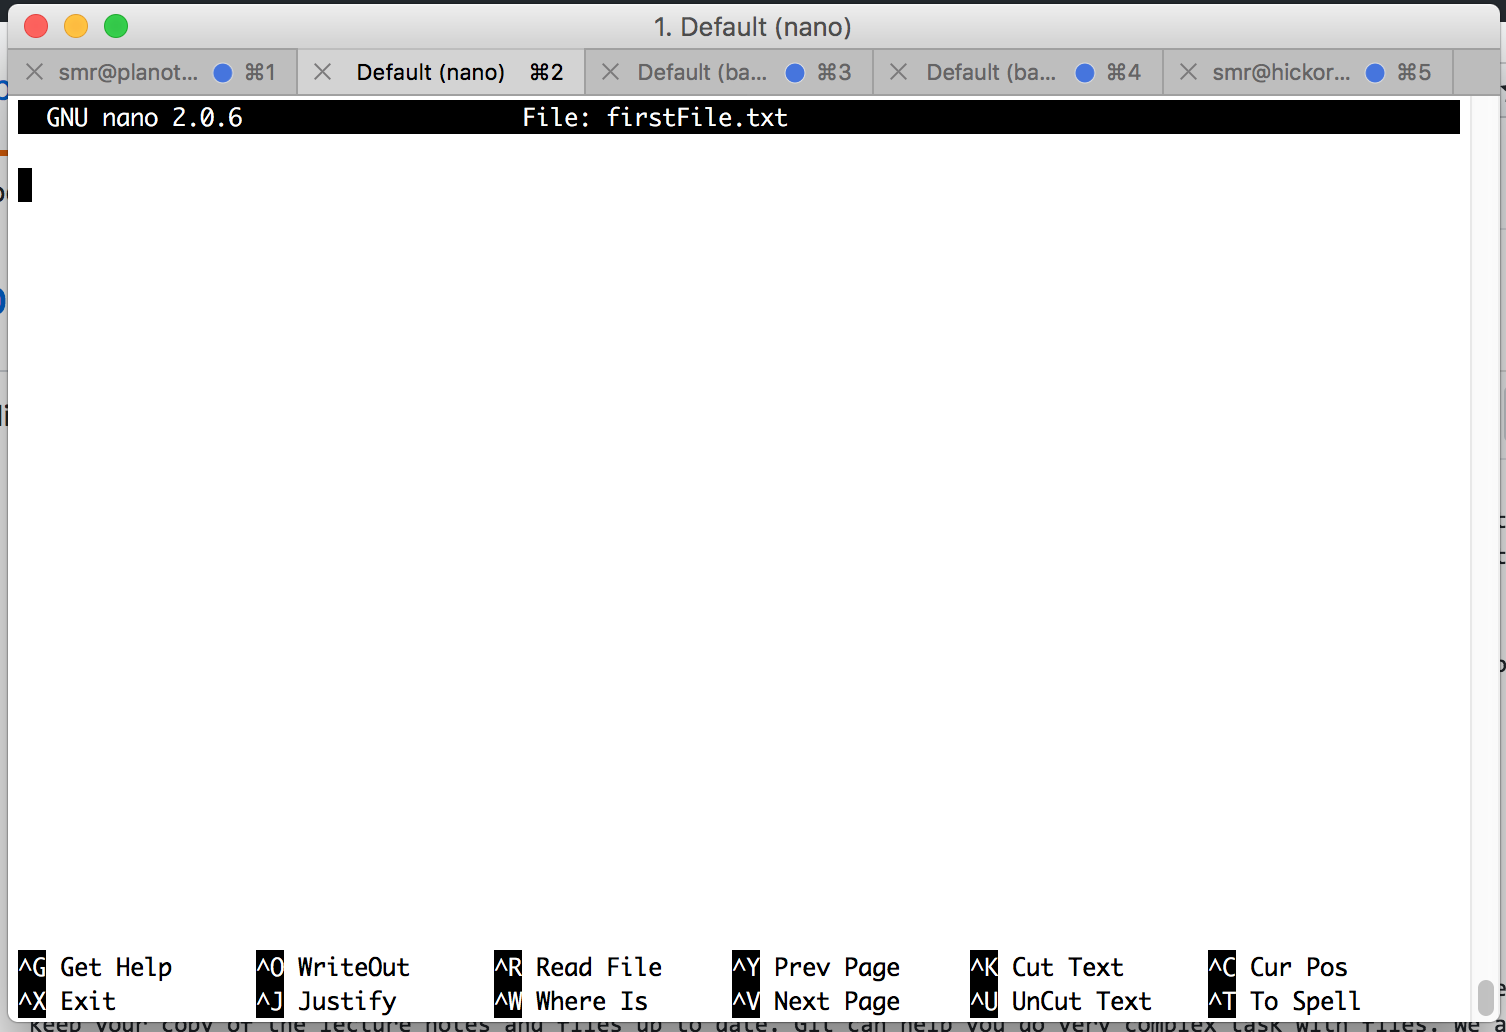 1. Default (nano)
smr@planot... ⌘1 Default (nano) ⌘2 Default (ba... ⌘3 Default (ba... ⌘4 smr@hickor... ⌘5
GNU nano 2.0.6 File: firstFile.txt
^G Get Help ^O WriteOut ^R Read File ^Y Prev Page ^K Cut Text ^C Cur Pos
^X Exit ^J Justify ^W Where Is ^V Next Page ^U UnCut Text ^T To Spell
keep your copy of the lecture notes and files up to date. Git can help you do very complex task with files. We